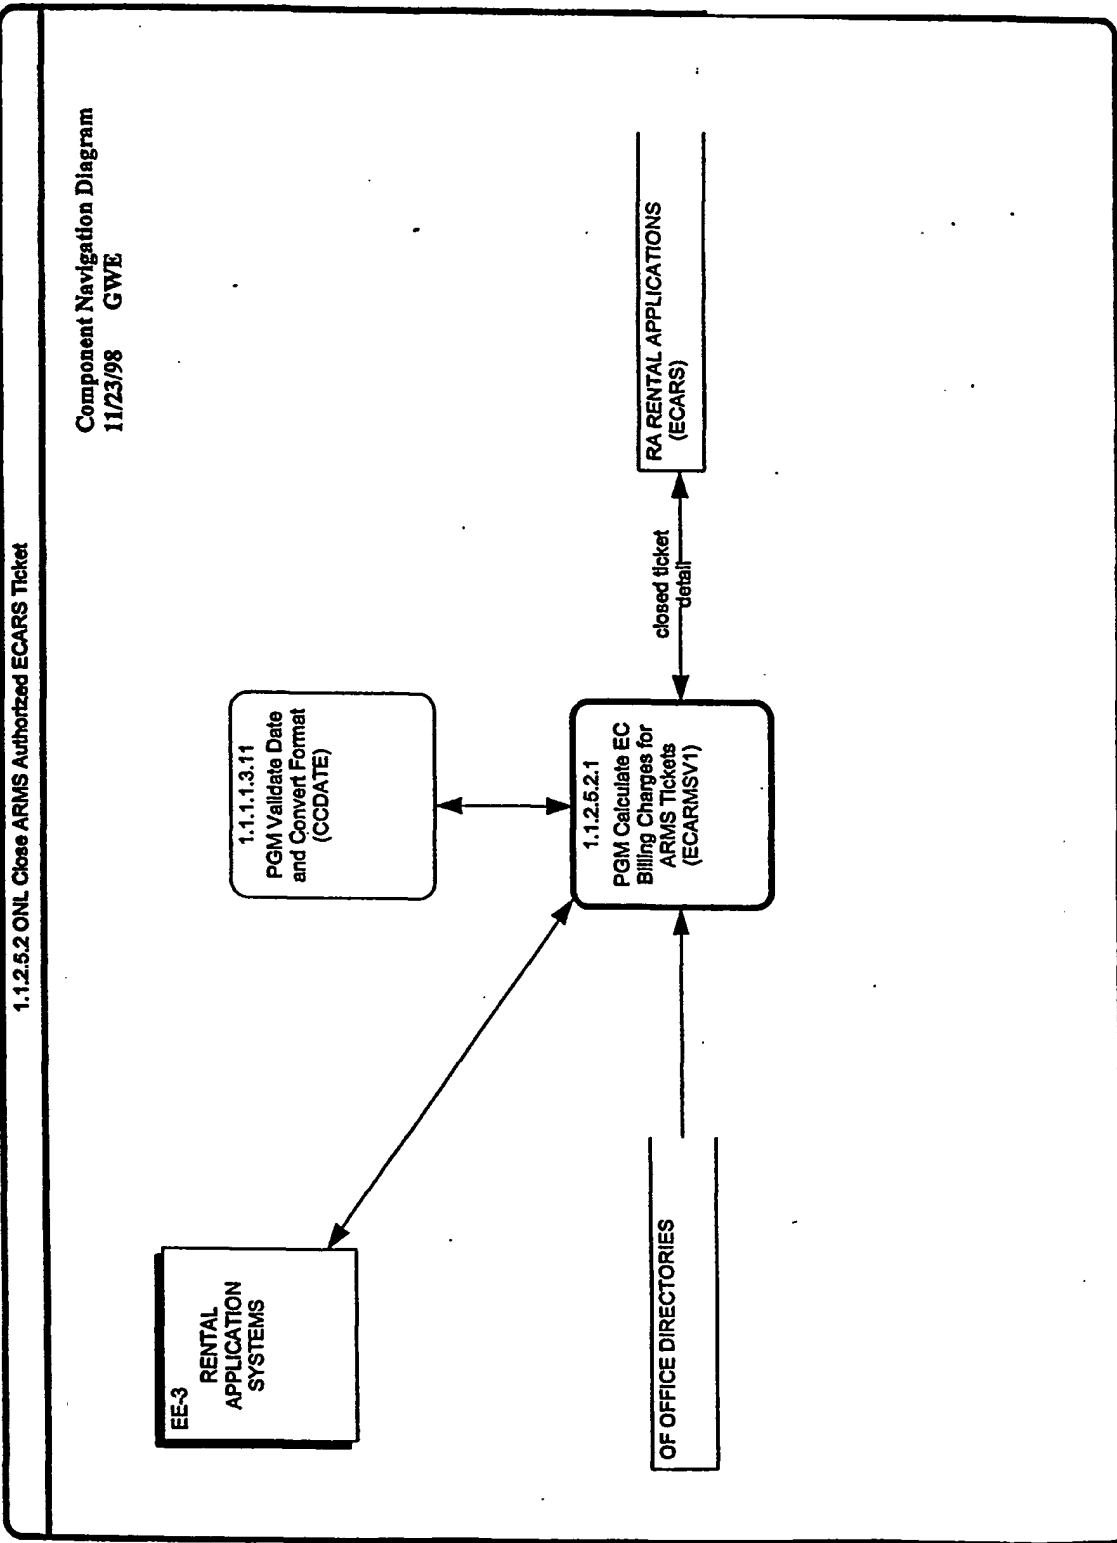 1.1.2.5.2 ONL Close ARMS Authorized ECARS Ticket
Component Navigation Diagram
11/23/98 GWE
EE-3
RENTAL
APPLICATION
SYSTEMS
1.1.1.1.3.11
PGM Validate Date
and Convert Format
(CCDATE)
OF OFFICE DIRECTORIES
1.1.2.5.2.1
PGM Calculate EC
Billing Charges for
ARMS Tickets
(ECARMSV1)
closed ticket
detail
RA RENTAL APPLICATIONS
(ECARS)